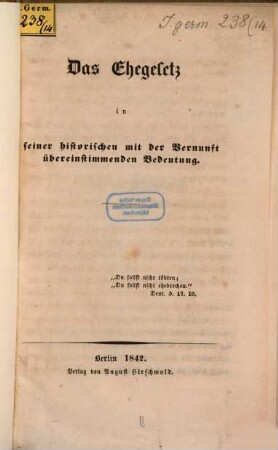 Germ.
238/14
J. germ. 238/14
Das Ehegesetz
in
seiner historischen mit der Vernunft
übereinstimmenden Bedeutung.
„Du sollst nicht tödten;
„Du sollst nicht ehebrechen."
Deut. 5. 17. 18.
Berlin 1842.
Verlag von August Hirschwald.